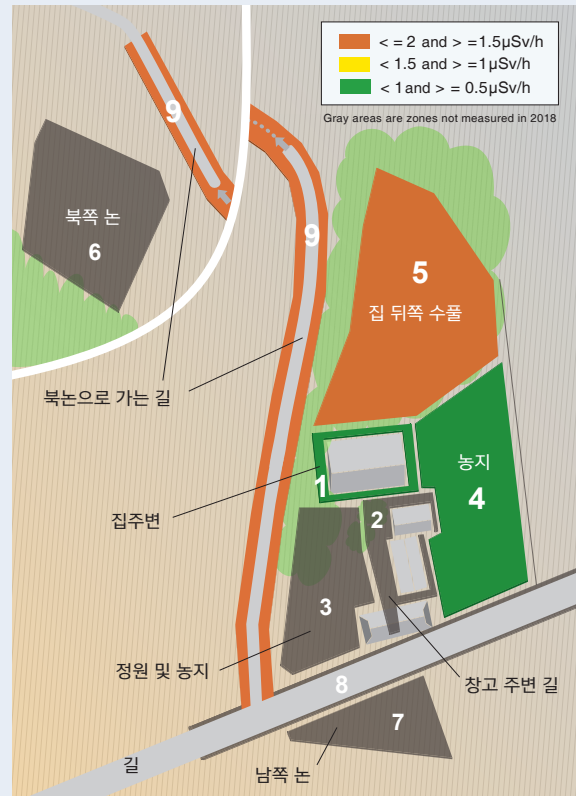 < = 2 and > =1.5μSv/h
< 1.5 and > =1μSv/h
< 1and > = 0.5μSv/h
Gray areas are zones not measured in 2018
9
북쪽 논
6
9
5
집 뒤쪽 수풀
북논으로 가는 길
농지
4
1
2
집주변
3
정원 및 농지
창고 주변 길
8
7
길
남쪽 논